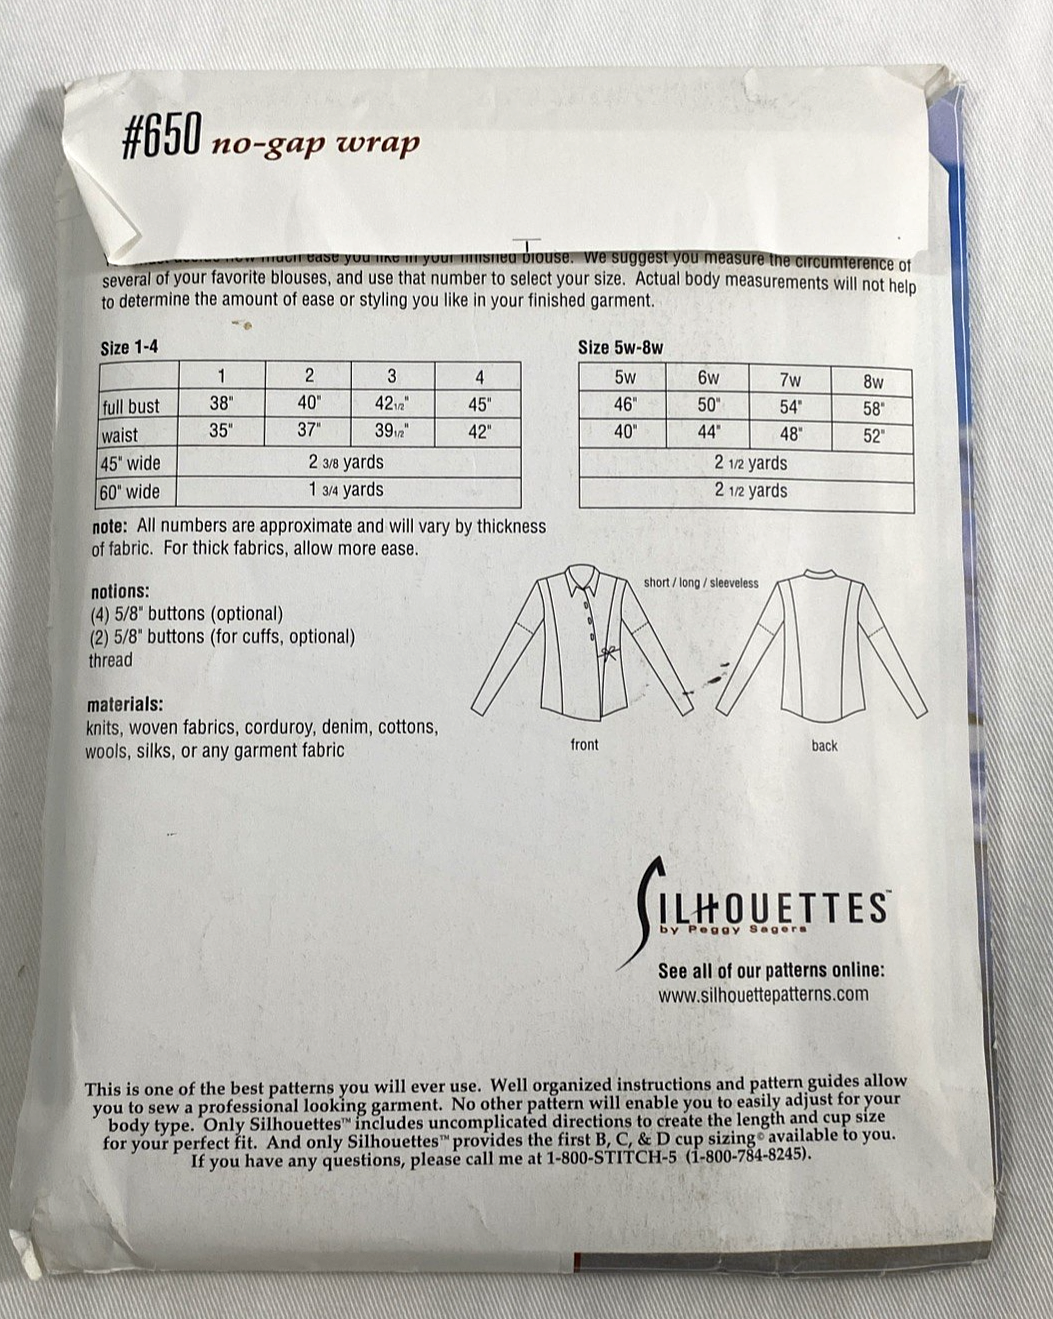 #650 no-gap wrap
much ease you like in your finished blouse. We suggest you measure the circumference of
several of your favorite blouses, and use that number to select your size. Actual body measurements will not help
to determine the amount of ease or styling you like in your finished garment.
Size 1-4
1 2 3 4
full bust 38" 40" 42 1/2" 45"
waist 35" 37" 39 1/2" 42"
45" wide 2 3/8 yards
60" wide 1 3/4 yards
Size 5w-8w
5w 6w 7w 8w
46" 50" 54" 58"
40" 44" 48" 52"
2 1/2 yards
2 1/2 yards
note: All numbers are approximate and will vary by thickness
of fabric. For thick fabrics, allow more ease.
notions:
(4) 5/8" buttons (optional)
(2) 5/8" buttons (for cuffs, optional)
thread
materials:
knits, woven fabrics, corduroy, denim, cottons,
wools, silks, or any garment fabric
short / long / sleeveless
front
back
SILHOUETTES™
by Peggy Sagers
See all of our patterns online:
www.silhouettepatterns.com
This is one of the best patterns you will ever use. Well organized instructions and pattern guides allow
you to sew a professional looking garment. No other pattern will enable you to easily adjust for your
body type. Only Silhouettes™ includes uncomplicated directions to create the length and cup size
for your perfect fit. And only Silhouettes™ provides the first B, C, & D cup sizing© available to you.
If you have any questions, please call me at 1-800-STITCH-5 (1-800-784-8245).